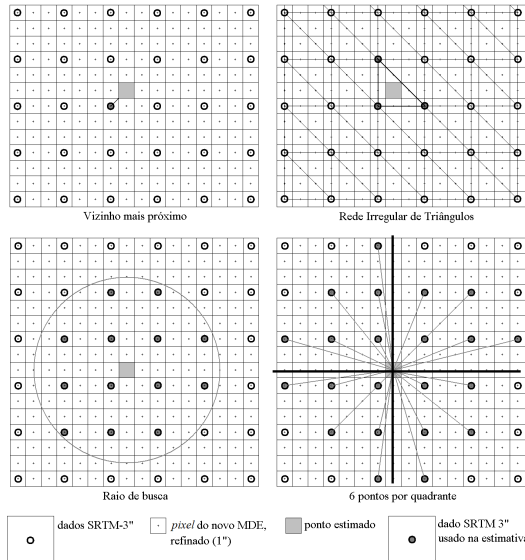 Vizinho mais próximo
Rede Irregular de Triângulos
Raio de busca
6 pontos por quadrante
dados SRTM-3"
pixel do novo MDE,
refinado (1")
ponto estimado
dado SRTM 3"
usado na estimativa